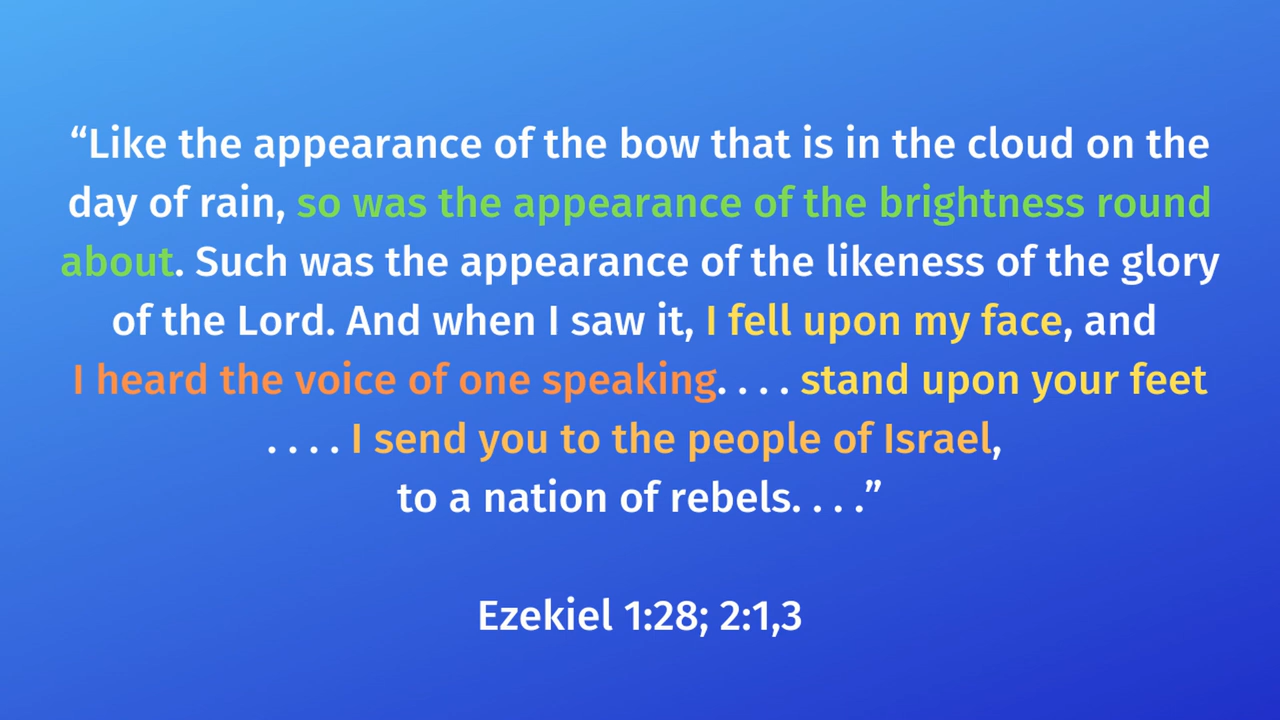 “Like the appearance of the bow that is in the cloud on the
day of rain, so was the appearance of the brightness round
about. Such was the appearance of the likeness of the glory
of the Lord. And when I saw it, I fell upon my face, and
I heard the voice of one speaking. . . . stand upon your feet
. . . . I send you to the people of Israel,
to a nation of rebels. . . .”
Ezekiel 1:28; 2:1,3